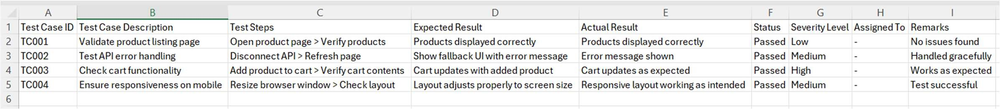 A B C D E F G H I
1 Test Case ID Test Case Description Test Steps Expected Result Actual Result Status Severity Level Assigned To Remarks
2 TC001 Validate product listing page Open product page > Verify products Products displayed correctly Products displayed correctly Passed Low - No issues found
3 TC002 Test API error handling Disconnect API > Refresh page Show fallback UI with error message Error message shown Passed Medium - Handled gracefully
4 TC003 Check cart functionality Add product to cart > Verify cart contents Cart updates with added product Cart updates as expected Passed High - Works as expected
5 TC004 Ensure responsiveness on mobile Resize browser window > Check layout Layout adjusts properly to screen size Responsive layout working as intended Passed Medium - Test successful
6